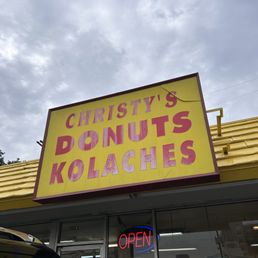 CHRISTY'S
DONUTS
KOLACHES
OPEN